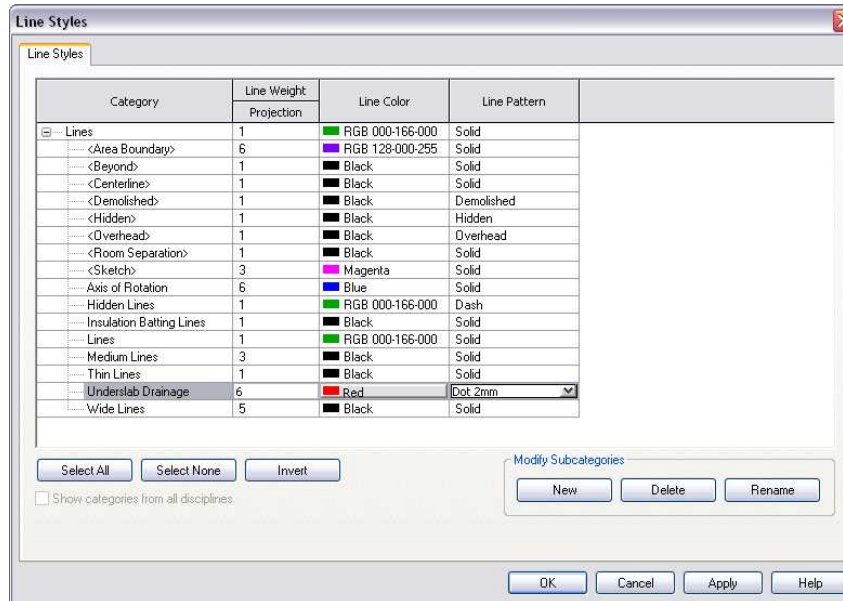 Line Styles
Line Styles
Category Line Weight Line Color Line Pattern
Projection
Lines 1 RGB 000-166-000 Solid
<Area Boundary> 6 RGB 128-000-255 Solid
<Beyond> 1 Black Solid
<Centerline> 1 Black Solid
<Demolished> 1 Black Demolished
<Hidden> 1 Black Hidden
<Overhead> 1 Black Overhead
<Room Separation> 1 Black Solid
<Sketch> 3 Magenta Solid
Axis of Rotation 6 Blue Solid
Hidden Lines 1 RGB 000-166-000 Dash
Insulation Batting Lines 1 Black Solid
Lines 1 RGB 000-166-000 Solid
Medium Lines 3 Black Solid
Thin Lines 1 Black Solid
Underslab Drainage 6 Red Dot 2mm
Wide Lines 5 Black Solid
Select All Select None Invert
Modify Subcategories
New Delete Rename
Show categories from all disciplines
OK Cancel Apply Help